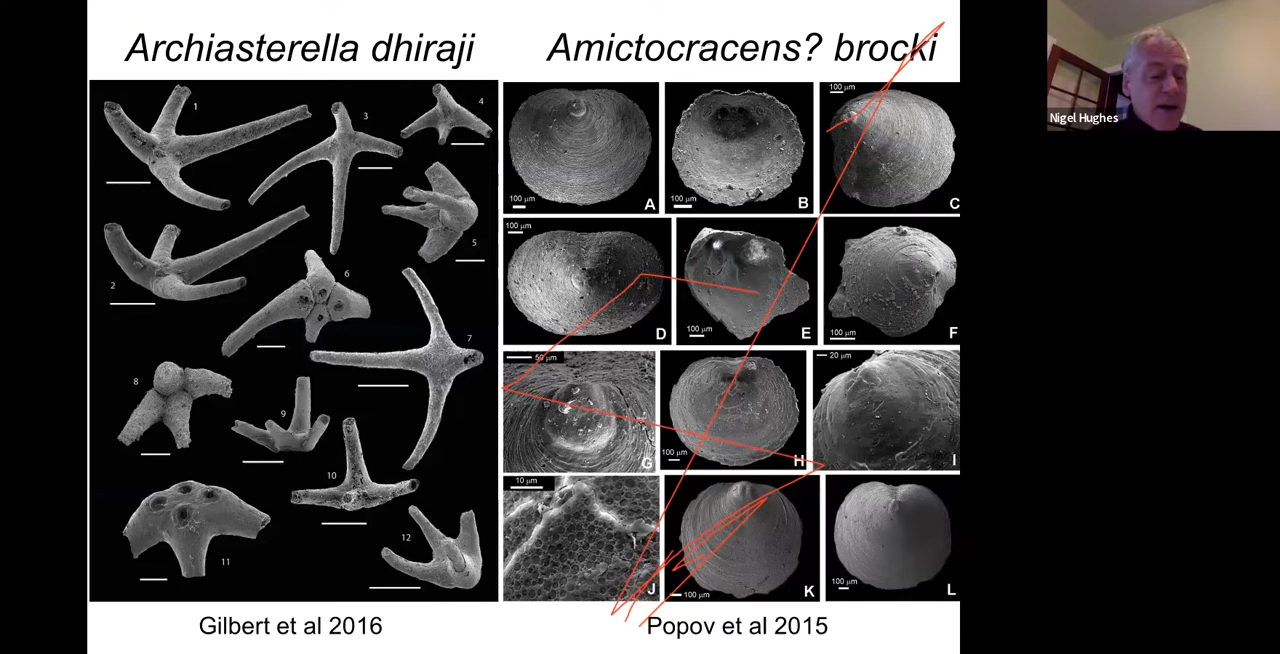 Archiasterella dhiraji
Amictocracens? brocki
Nigel Hughes
1
2
3
4
5
6
7
8
9
10
11
12
100 µm
A
100 µm
B
100 µm
C
100 µm
D
100 µm
E
100 µm
F
50 µm
G
100 µm
H
20 µm
I
10 µm
J
100 µm
K
100 µm
L
Gilbert et al 2016
Popov et al 2015